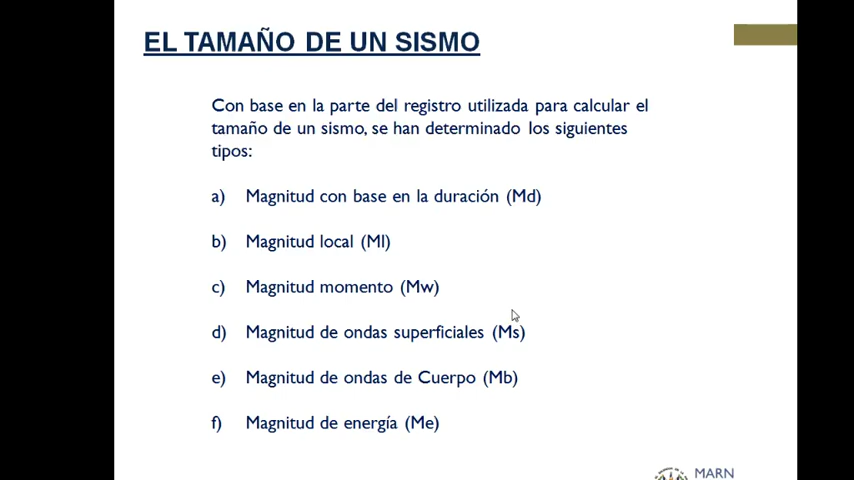 EL TAMAÑO DE UN SISMO
Con base en la parte del registro utilizada para calcular el
tamaño de un sismo, se han determinado los siguientes
tipos:
a) Magnitud con base en la duración (Md)
b) Magnitud local (Ml)
c) Magnitud momento (Mw)
d) Magnitud de ondas superficiales (Ms)
e) Magnitud de ondas de Cuerpo (Mb)
f) Magnitud de energía (Me)
MARN